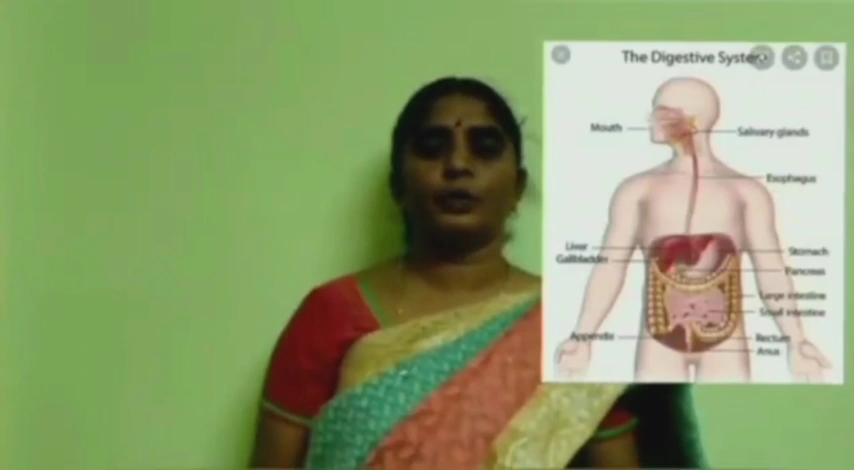 The Digestive System
Mouth
Salivary glands
Esophagus
Liver
Gallbladder
Stomach
Pancreas
Large intestine
Small intestine
Appendix
Rectum
Anus